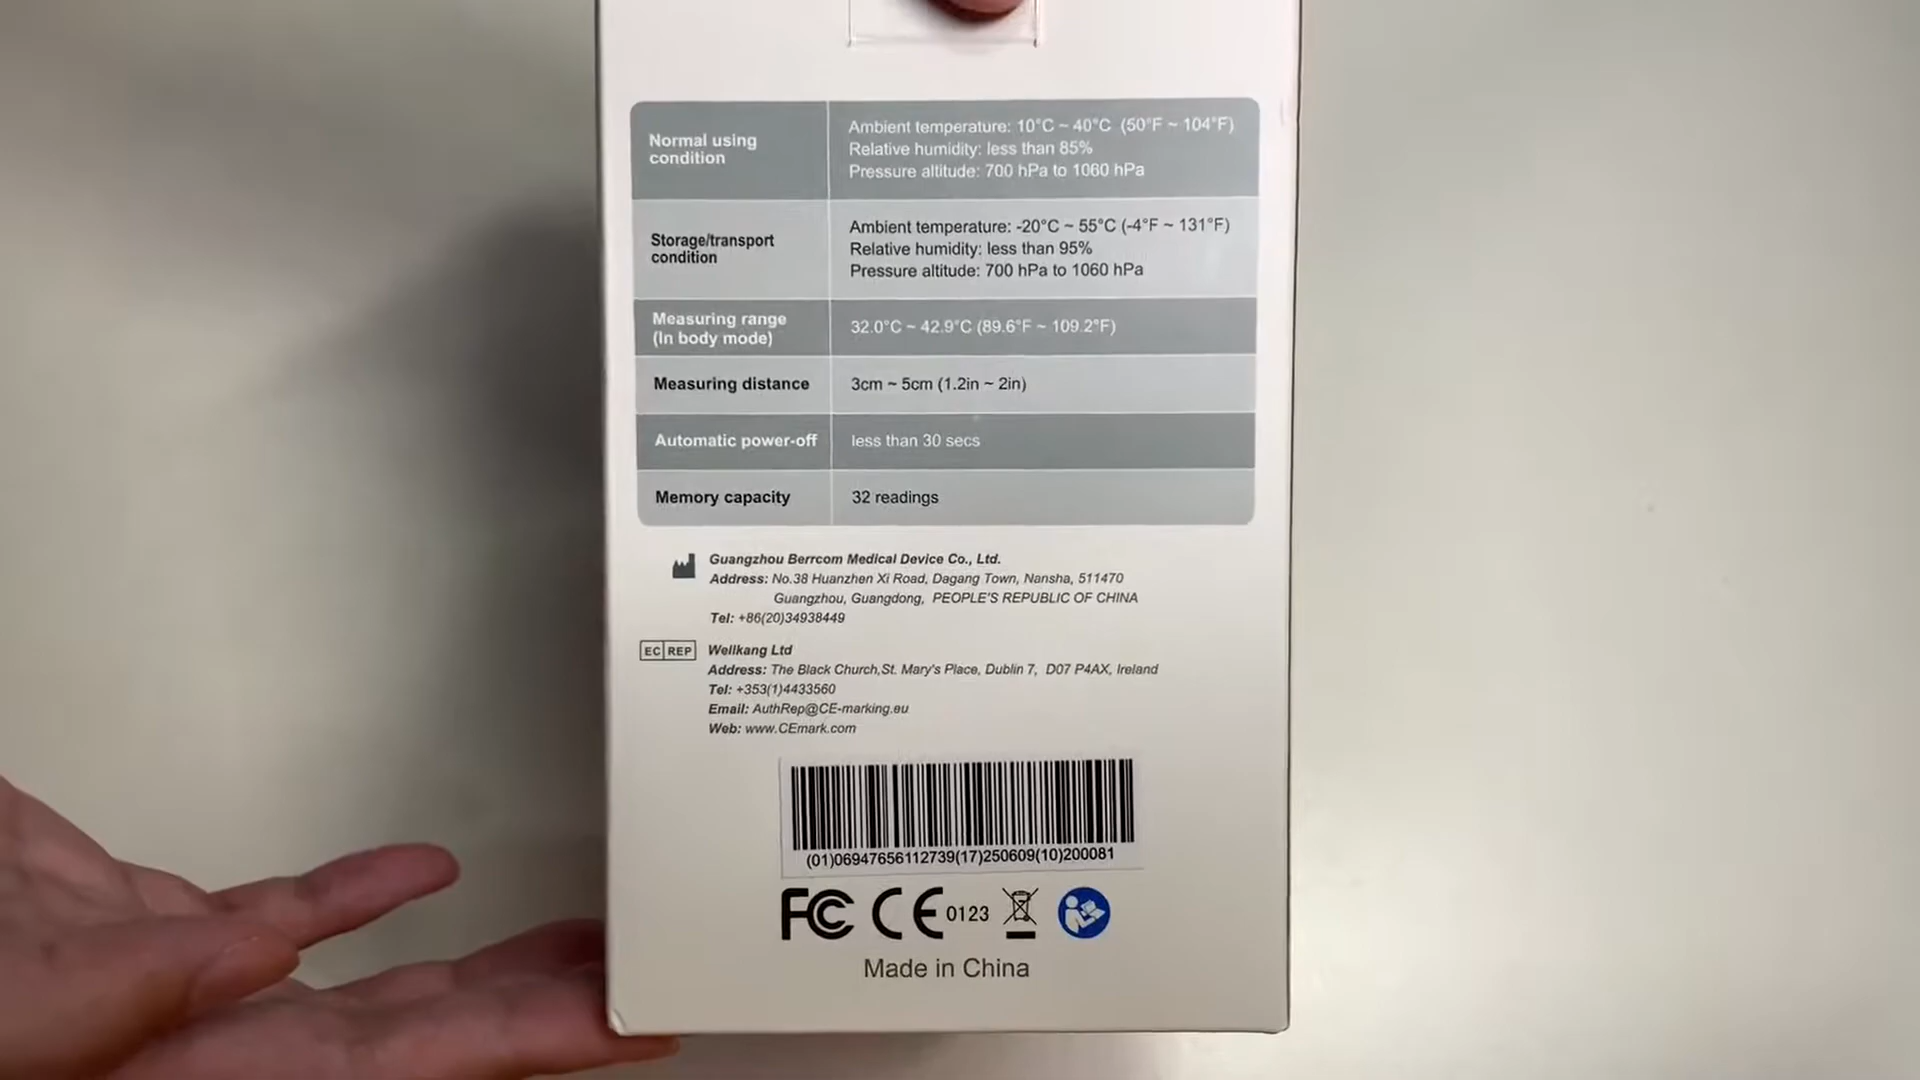 Normal using
condition
Ambient temperature: 10°C ~ 40°C (50°F ~ 104°F)
Relative humidity: less than 85%
Pressure altitude: 700 hPa to 1060 hPa
Storage/transport
condition
Ambient temperature: -20°C ~ 55°C (-4°F ~ 131°F)
Relative humidity: less than 95%
Pressure altitude: 700 hPa to 1060 hPa
Measuring range
(In body mode)
32.0°C ~ 42.9°C (89.6°F ~ 109.2°F)
Measuring distance
3cm ~ 5cm (1.2in ~ 2in)
Automatic power-off
less than 30 secs
Memory capacity
32 readings
Guangzhou Berrcom Medical Device Co., Ltd.
Address: No.38 Huanzhen Xi Road, Dagang Town, Nansha, 511470
Guangzhou, Guangdong, PEOPLE'S REPUBLIC OF CHINA
Tel: +86(20)34938449
EC REP
Wellkang Ltd
Address: The Black Church,St. Mary's Place, Dublin 7, D07 P4AX, Ireland
Tel: +353(1)4433560
Email: AuthRep@CE-marking.eu
Web: www.CEmark.com
(01)06947656112739(17)250609(10)200081
FC CE 0123
Made in China